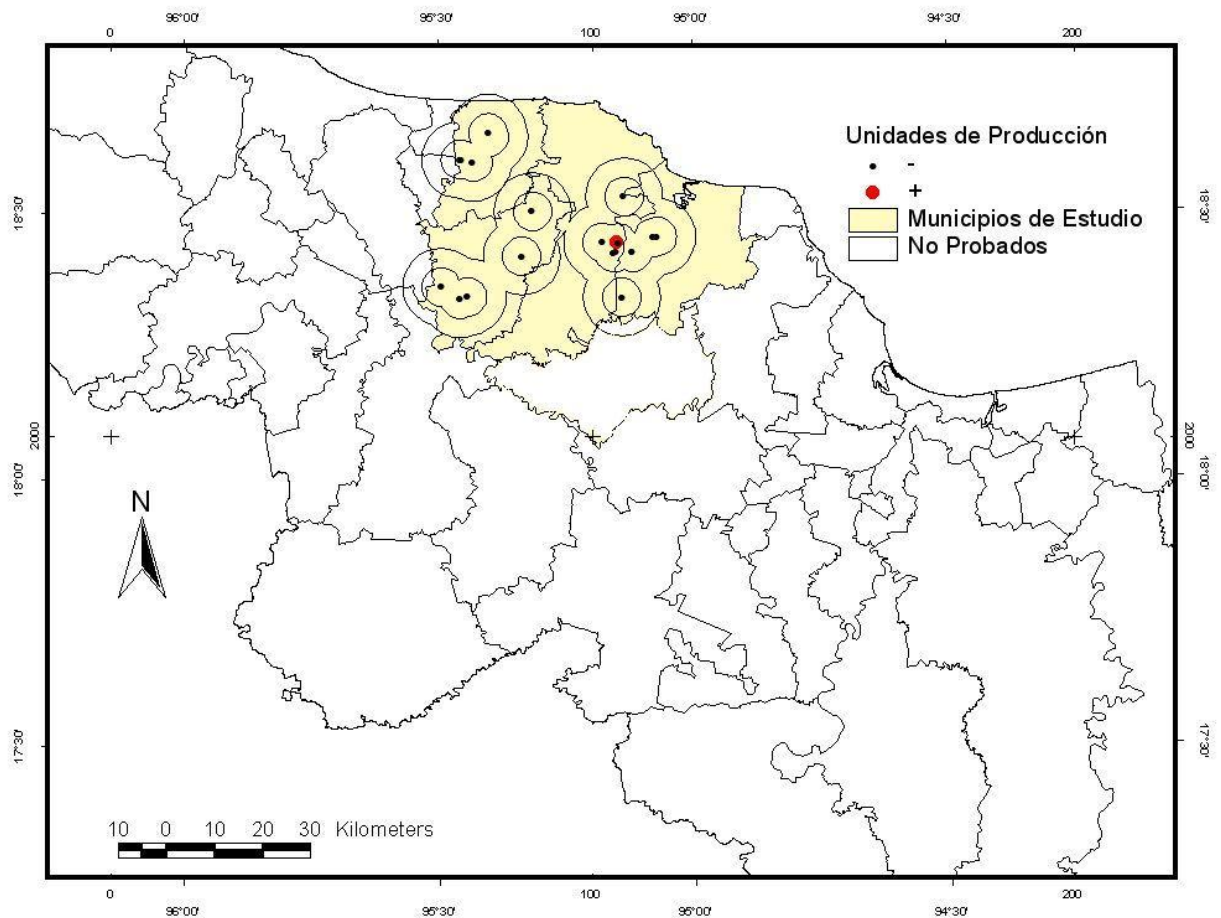 96°00' 95°30' 95°00' 94°30'
0 100 200
Unidades de Producción
-
+
Municipios de Estudio
No Probados
18°30' 18°30'
2000 2000
18°00' 18°00'
N
17°30' 17°30'
10 0 10 20 30 Kilometers
0 100 200
96°00' 95°30' 95°00' 94°30'